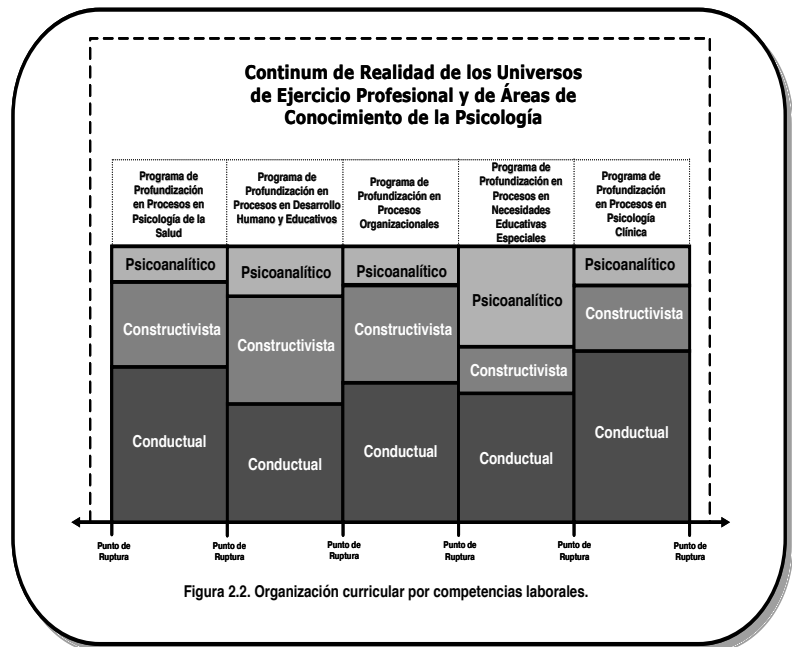 Continum de Realidad de los Universos
de Ejercicio Profesional y de Áreas de
Conocimiento de la Psicología
Programa de
Profundización
en Procesos en
Psicología de la
Salud
Programa de
Profundización en
Procesos en Desarrollo
Humano y Educativos
Programa de
Profundización en
Procesos
Organizacionales
Programa de
Profundización en
Procesos en
Necesidades
Educativas
Especiales
Programa de
Profundización
en Procesos en
Psicología
Clínica
Psicoanalítico
Constructivista
Conductual
Psicoanalítico
Constructivista
Conductual
Psicoanalítico
Constructivista
Conductual
Psicoanalítico
Constructivista
Conductual
Psicoanalítico
Constructivista
Conductual
Punto de
Ruptura
Punto de
Ruptura
Punto de
Ruptura
Punto de
Ruptura
Punto de
Ruptura
Punto de
Ruptura
Figura 2.2. Organización curricular por competencias laborales.